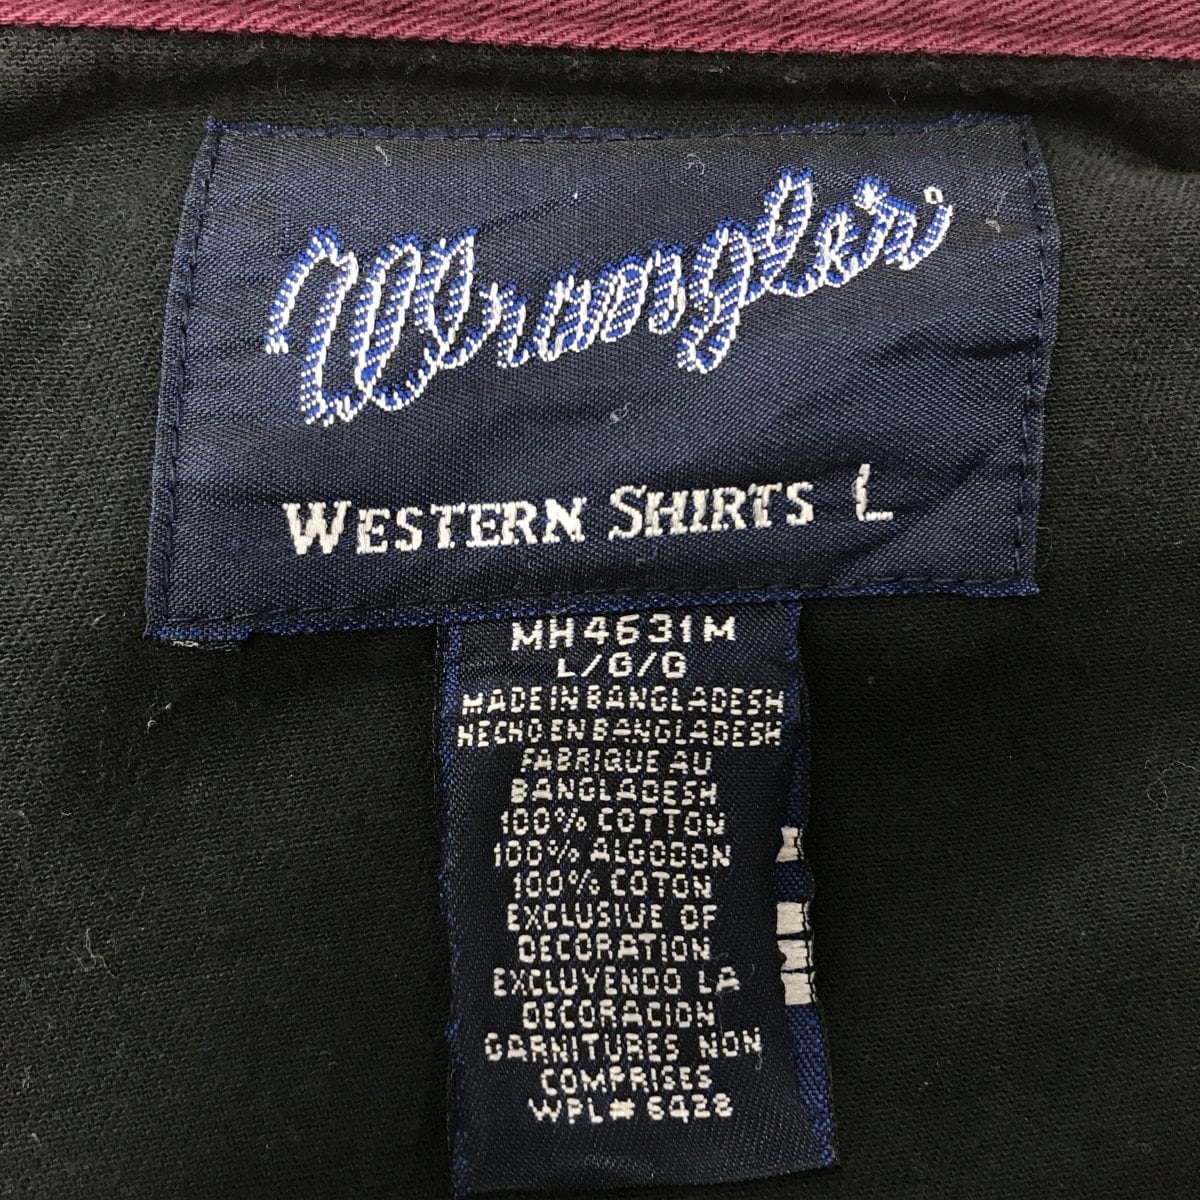 Wrangler
WESTERN SHIRTS L
MH4631M
L/G/G
MADE IN BANGLADESH
HECHO EN BANGLADESH
FABRIQUE AU
BANGLADESH
100% COTTON
100% ALGODON
100% COTON
EXCLUSIVE OF
DECORATION
EXCLUYENDO LA
DECORACION
GARNITURES NON
COMPRISES
WPL# 6428